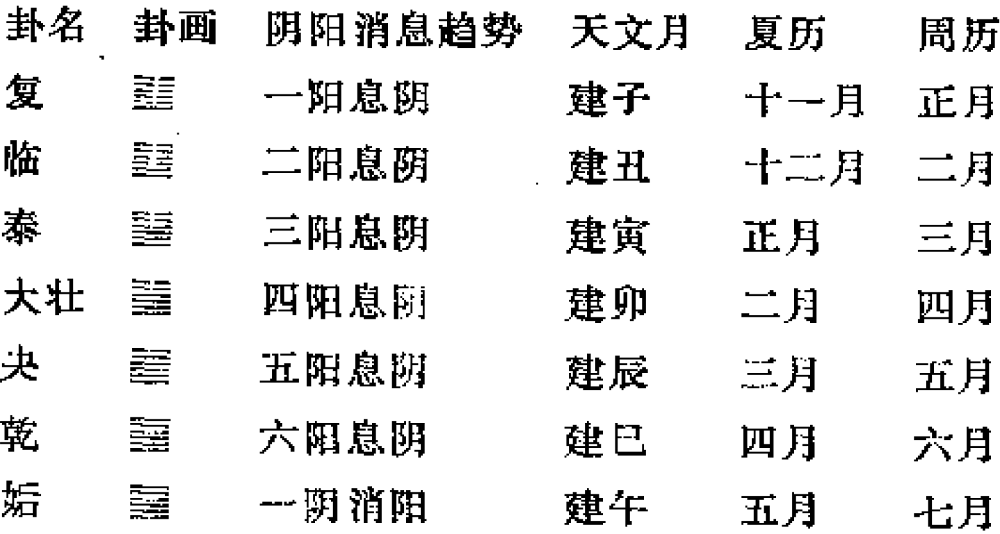 卦名 卦画 阴阳消息趋势 天文月 夏历 周历
复 ䷗ 一阳息阴 建子 十一月 正月
临 ䷒ 二阳息阴 建丑 十二月 二月
泰 ䷊ 三阳息阴 建寅 正月 三月
大壮 ䷡ 四阳息阴 建卯 二月 四月
夬 ䷪ 五阳息阴 建辰 三月 五月
乾 ䷀ 六阳息阴 建巳 四月 六月
姤 ䷫ 一阴消阳 建午 五月 七月